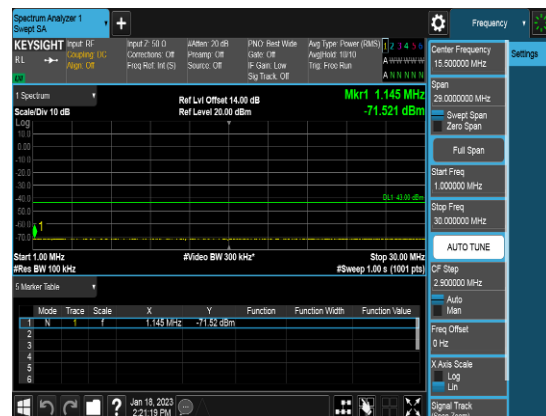 Spectrum Analyzer 1
Swept SA
+
Frequency
KEYSIGHT
RL
Input: RF
Coupling: DC
Align: Off
Input Z: 50 Ω
Corrections: Off
Freq Ref: Int (S)
#Atten: 20 dB
Preamp: Off
Source: Off
PNO: Best Wide
Gate: Off
IF Gain: Low
Sig Track: Off
Avg Type: Power (RMS)
Avg|Hold: 10/10
Trig: Free Run
1 2 3 4 5 6
A W W W W W
A N N N N N
1 Spectrum
Scale/Div 10 dB
Log
Ref Lvl Offset 14.00 dB
Ref Level 20.00 dBm
Mkr1 1.145 MHz
-71.521 dBm
10.0
0.00
-10.0
-20.0
-30.0
-40.0
-50.0
-60.0
-70.0
1
DL1 -43.00 dBm
Start 1.00 MHz
#Res BW 100 kHz
#Video BW 300 kHz*
Stop 30.00 MHz
#Sweep 1.00 s (1001 pts)
5 Marker Table
Mode Trace Scale X Y Function Function Width Function Value
1 N 1 f 1.145 MHz -71.52 dBm
2
3
4
5
6
Jan 18, 2023
2:21:19 PM
?
Center Frequency
15.500000 MHz
Settings
Span
29.0000000 MHz
Swept Span
Zero Span
Full Span
Start Freq
1.000000 MHz
Stop Freq
30.000000 MHz
AUTO TUNE
CF Step
2.900000 MHz
Auto
Man
Freq Offset
0 Hz
X Axis Scale
Log
Lin
Signal Track